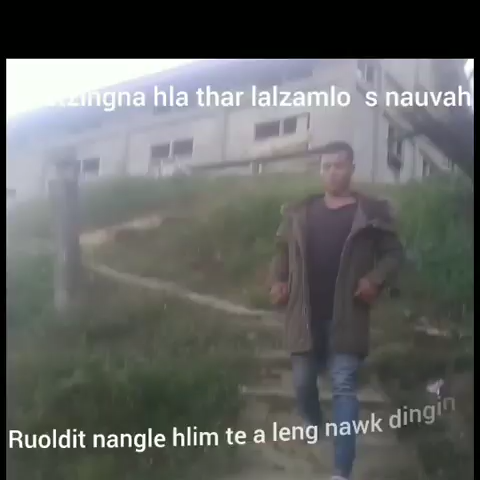 hla thar lalzamlo s nauvah
Ruoldit nangle hlim te a leng nawk dingin